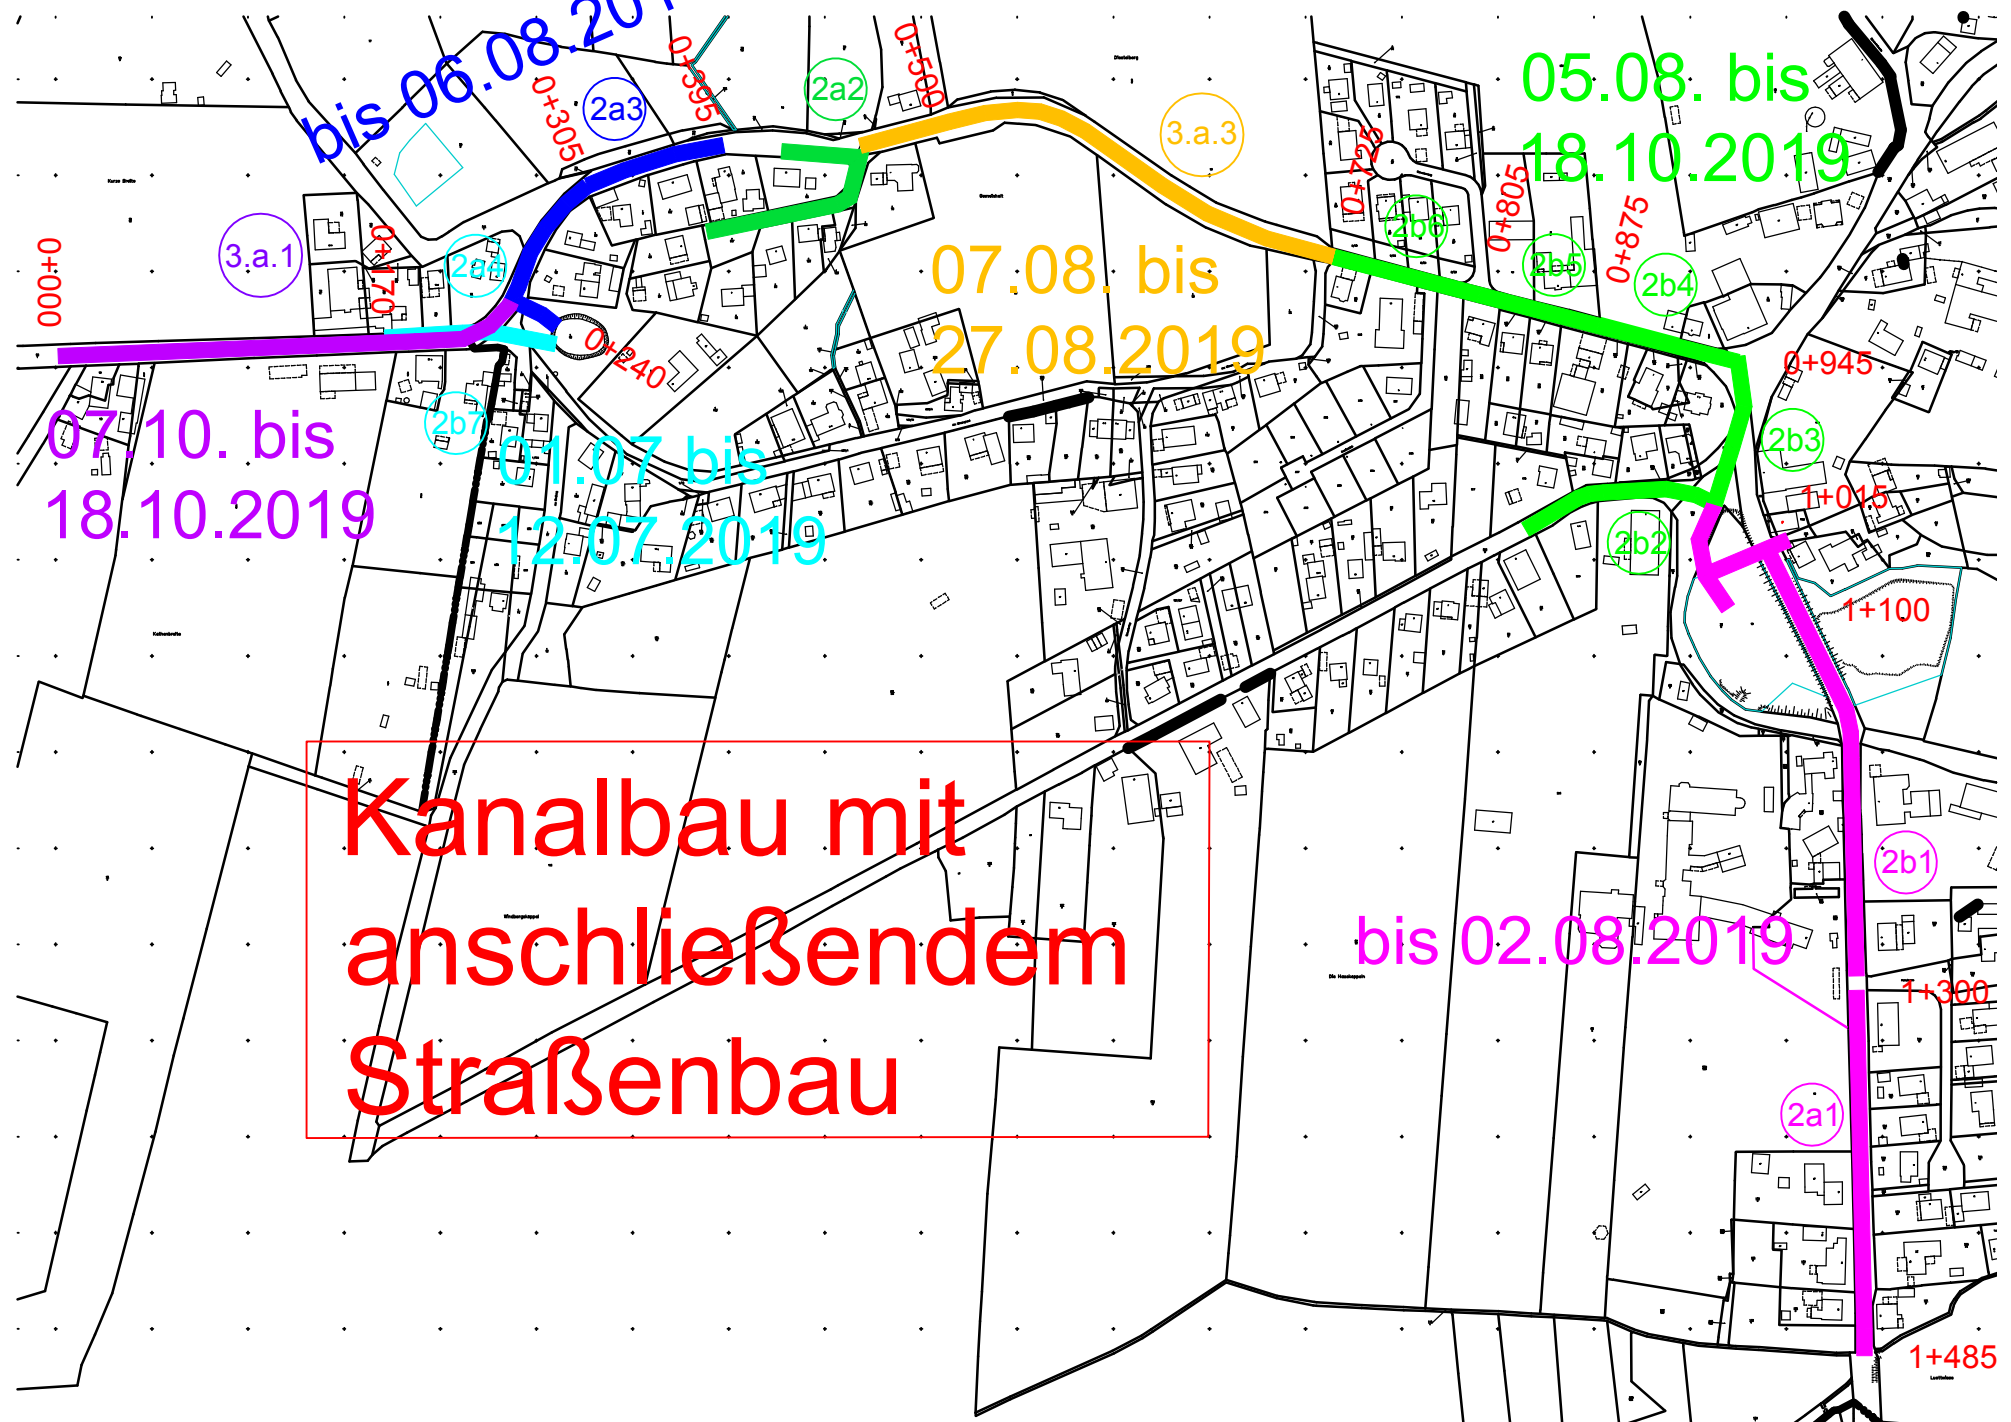 bis 06.08.201
0+305
2a3
0+395
2a2
0+500
3.a.3
05.08. bis
18.10.2019
0+725
2b6
0+805
2b5
0+875
2b4
0+000
3.a.1
0+170
2a4
0+240
07.08. bis
27.08.2019
0+945
2b3
07.10. bis
18.10.2019
2b7
01.07 bis
12.07.2019
1+015
2b2
1+100
Kanalbau mit
anschließendem
Straßenbau
2b1
bis 02.08.2019
1+300
2a1
1+485